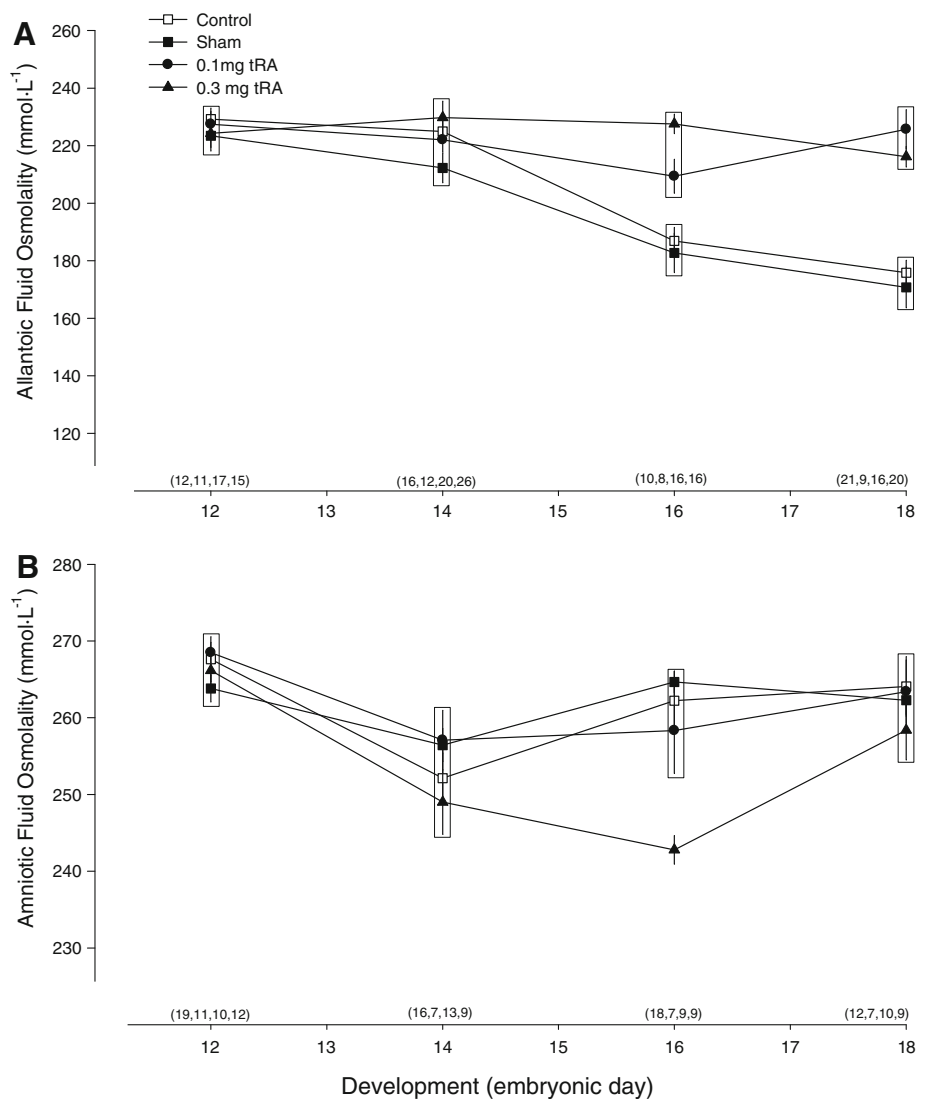 A
Control
Sham
0.1mg tRA
0.3 mg tRA
Allantoic Fluid Osmolality (mmol·L-1)
260
240
220
200
180
160
140
120
(12,11,17,15) (16,12,20,26) (10,8,16,16) (21,9,16,20)
12 13 14 15 16 17 18
B
Amniotic Fluid Osmolality (mmol·L-1)
280
270
260
250
240
230
(19,11,10,12) (16,7,13,9) (18,7,9,9) (12,7,10,9)
12 13 14 15 16 17 18
Development (embryonic day)